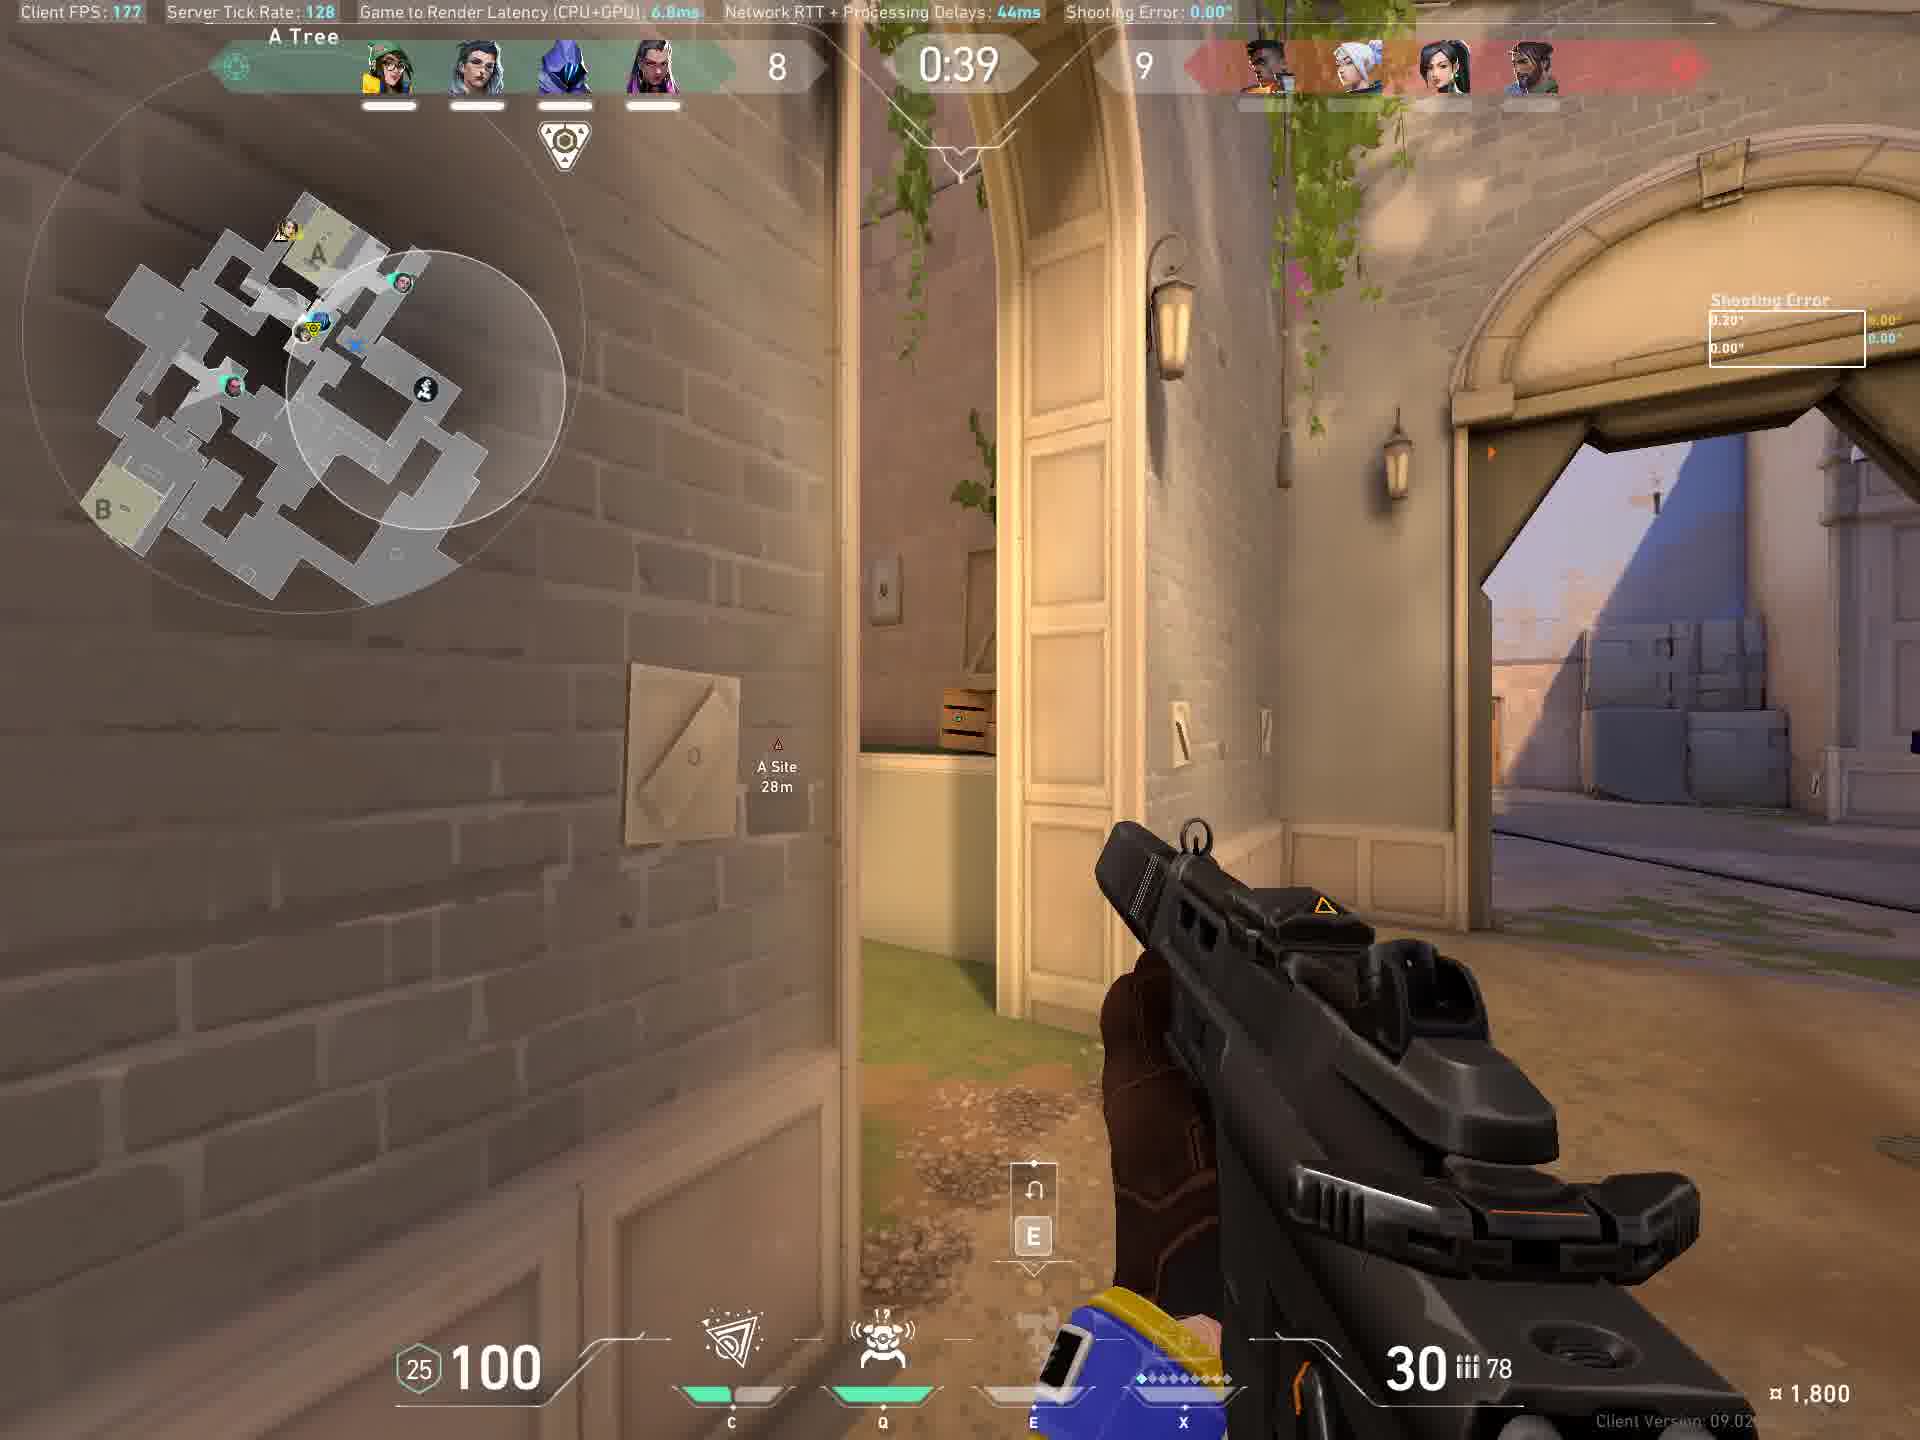 Client FPS: 177 Server Tick Rate: 128 Game to Render Latency (CPU+GPU): 6.8ms Network RTT + Processing Delays: 44ms Shooting Error: 0.00°
A Tree
8
0:39
9
A
B
Shooting Error
0.20°
0.00°
0.00°
0.00°
A Site
28m
E
25
100
30
78
C
Q
E
X
¤ 1,800
Client Version: 09.02